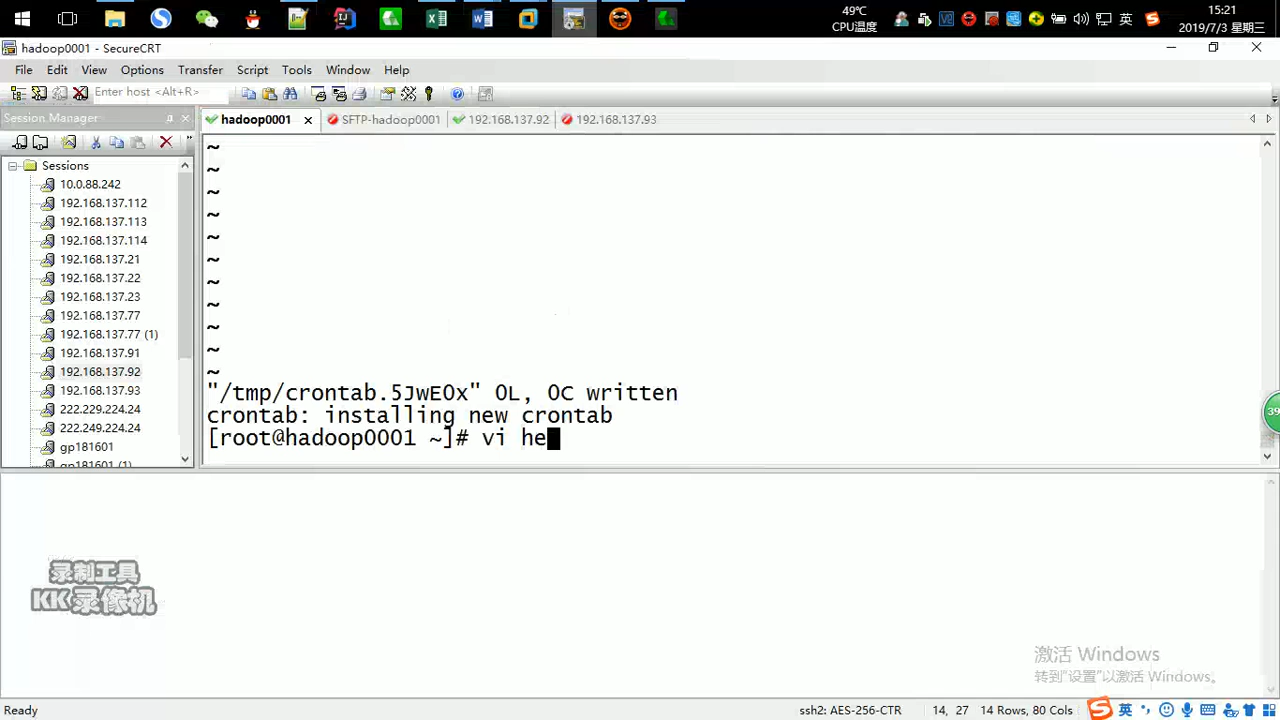 49℃
CPU温度
英
15:21
2019/7/3 星期三
hadoop0001 - SecureCRT
File Edit View Options Transfer Script Tools Window Help
Enter host <Alt+R>
Session Manager
hadoop0001
SFTP-hadoop0001
192.168.137.92
192.168.137.93
Sessions
10.0.88.242
192.168.137.112
192.168.137.113
192.168.137.114
192.168.137.21
192.168.137.22
192.168.137.23
192.168.137.77
192.168.137.77 (1)
192.168.137.91
192.168.137.92
192.168.137.93
222.229.224.24
222.249.224.24
gp181601
gp181601 (1)
~
~
~
~
~
~
~
~
~
~
~
"/tmp/crontab.5JwEOx" 0L, 0C written
crontab: installing new crontab
[root@hadoop0001 ~]# vi he
39
录制工具
KK录像机
激活 Windows
转到"设置"以激活 Windows。
Ready
ssh2: AES-256-CTR
14, 27
14 Rows, 80 Cols
英